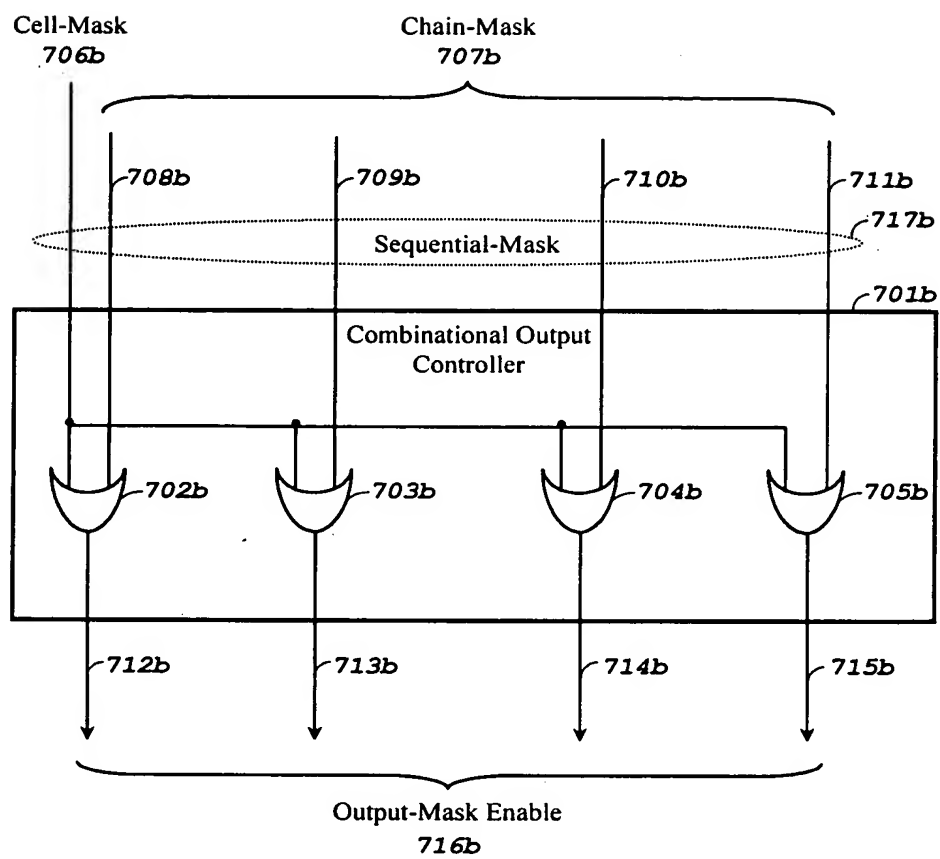 Cell-Mask
706b
Chain-Mask
707b
708b
709b
710b
711b
717b
Sequential-Mask
701b
Combinational Output
Controller
702b
703b
704b
705b
712b
713b
714b
715b
Output-Mask Enable
716b